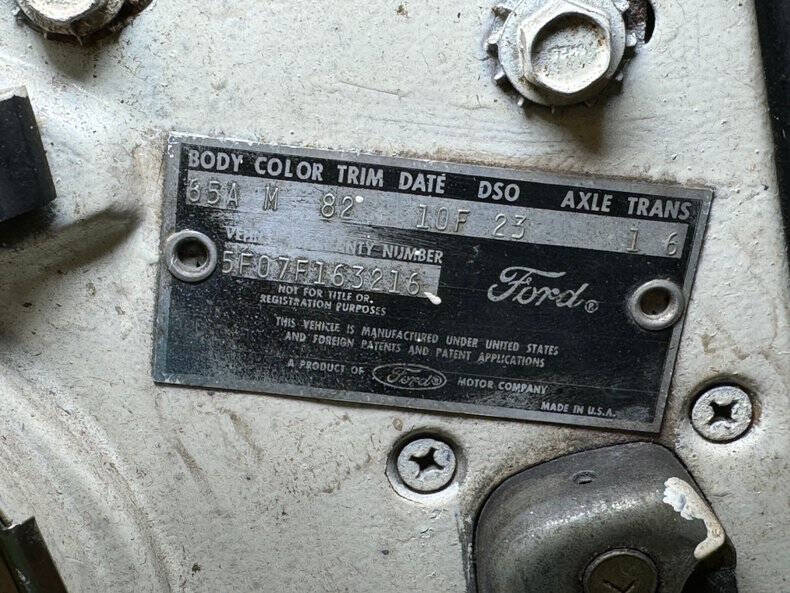 BODY COLOR TRIM DATE DSO AXLE TRANS
65A M 82 10F 23 1 6
NUMBER
5F07F163216
NOT FOR TITLE OR
REGISTRATION PURPOSES
Ford®
THIS VEHICLE IS MANUFACTURED UNDER UNITED STATES
AND FOREIGN PATENTS AND PATENT APPLICATIONS
A PRODUCT OF Ford® MOTOR COMPANY
MADE IN U.S.A.